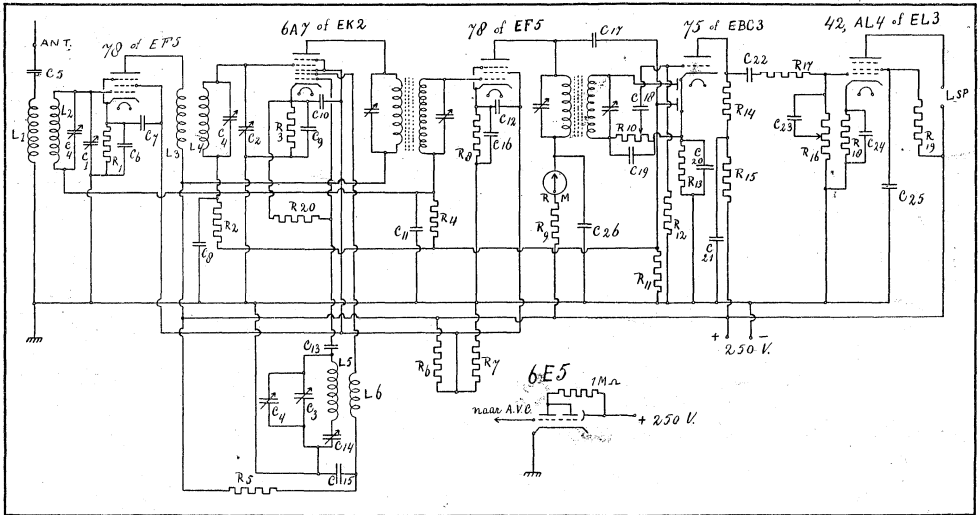 78 of EF5
6A7 of EK2
78 of EF5
75 of EBC3
42, AL4 of EL3
ANT.
C5
L1
L2
C4
C1
R1
C6
C7
L3
L4
C4
C2
R3
C9
C10
R8
C16
C12
C17
C18
R10
C19
R13
C20
R14
R15
C22
R17
C23
R16
R18
C24
R19
L.SP
C8
R2
R20
C11
R4
M
R9
C26
R12
R11
C21
C25
+ 250 V. −
C13
L5
L6
C4
C3
C14
C15
R5
R6
R7
6E5
1MΩ
naar A.V.C.
+ 250 V.